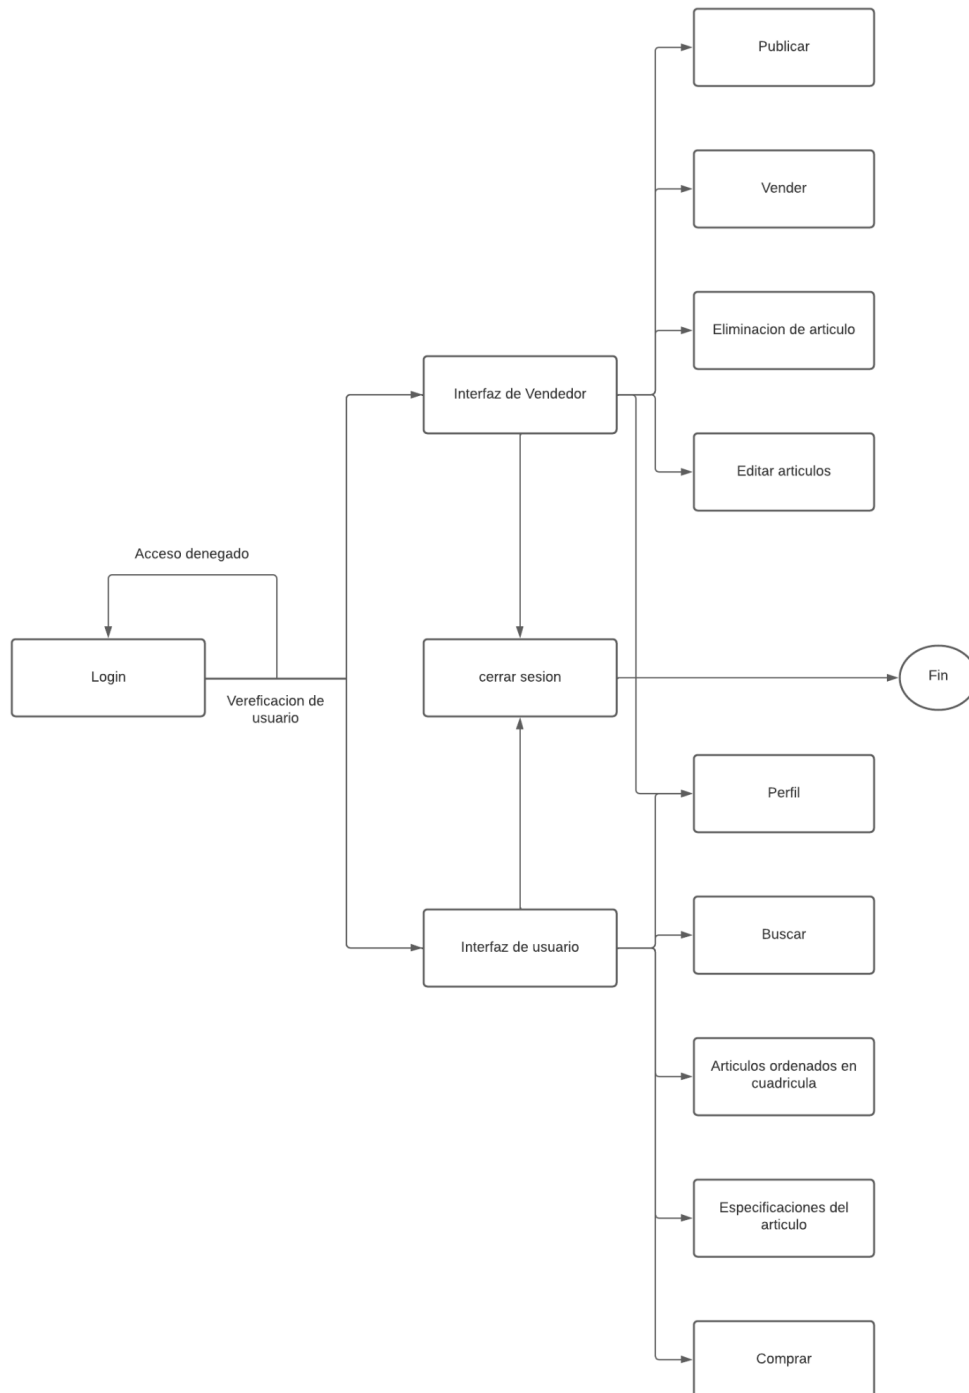 Publicar
Vender
Eliminacion de articulo
Interfaz de Vendedor
Editar articulos
Acceso denegado
Login
Vereficacion de
usuario
cerrar sesion
Fin
Perfil
Buscar
Interfaz de usuario
Articulos ordenados en
cuadricula
Especificaciones del
articulo
Comprar